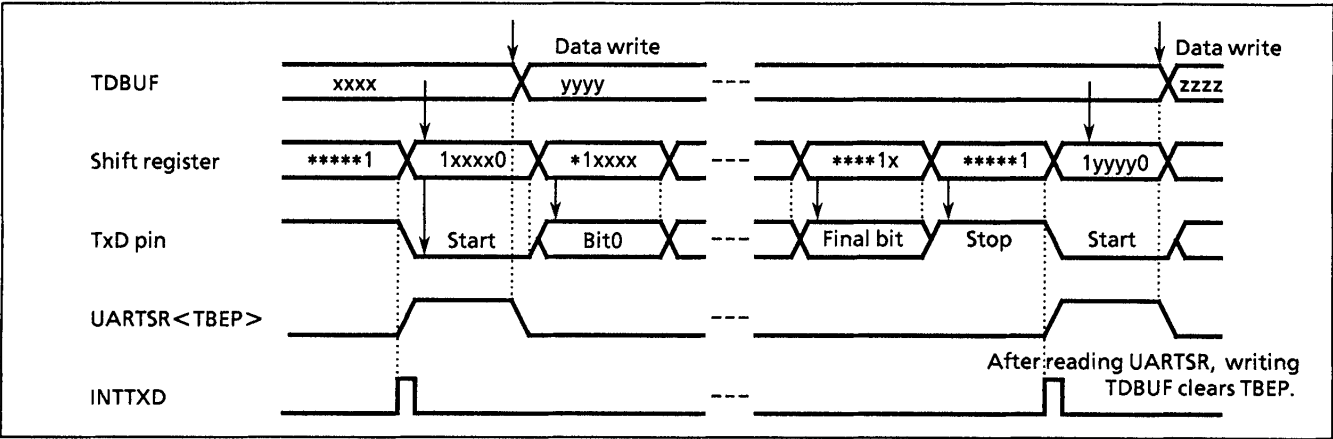 Data write Data write
TDBUF xxxx yyyy ---- zzzz
Shift register *****1 1xxxx0 *1xxxx ---- ****1x *****1 1yyyy0
TxD pin Start Bit0 ---- Final bit Stop Start
UARTSR<TBEP> ----
After reading UARTSR, writing
TDBUF clears TBEP.
INTTXD ----